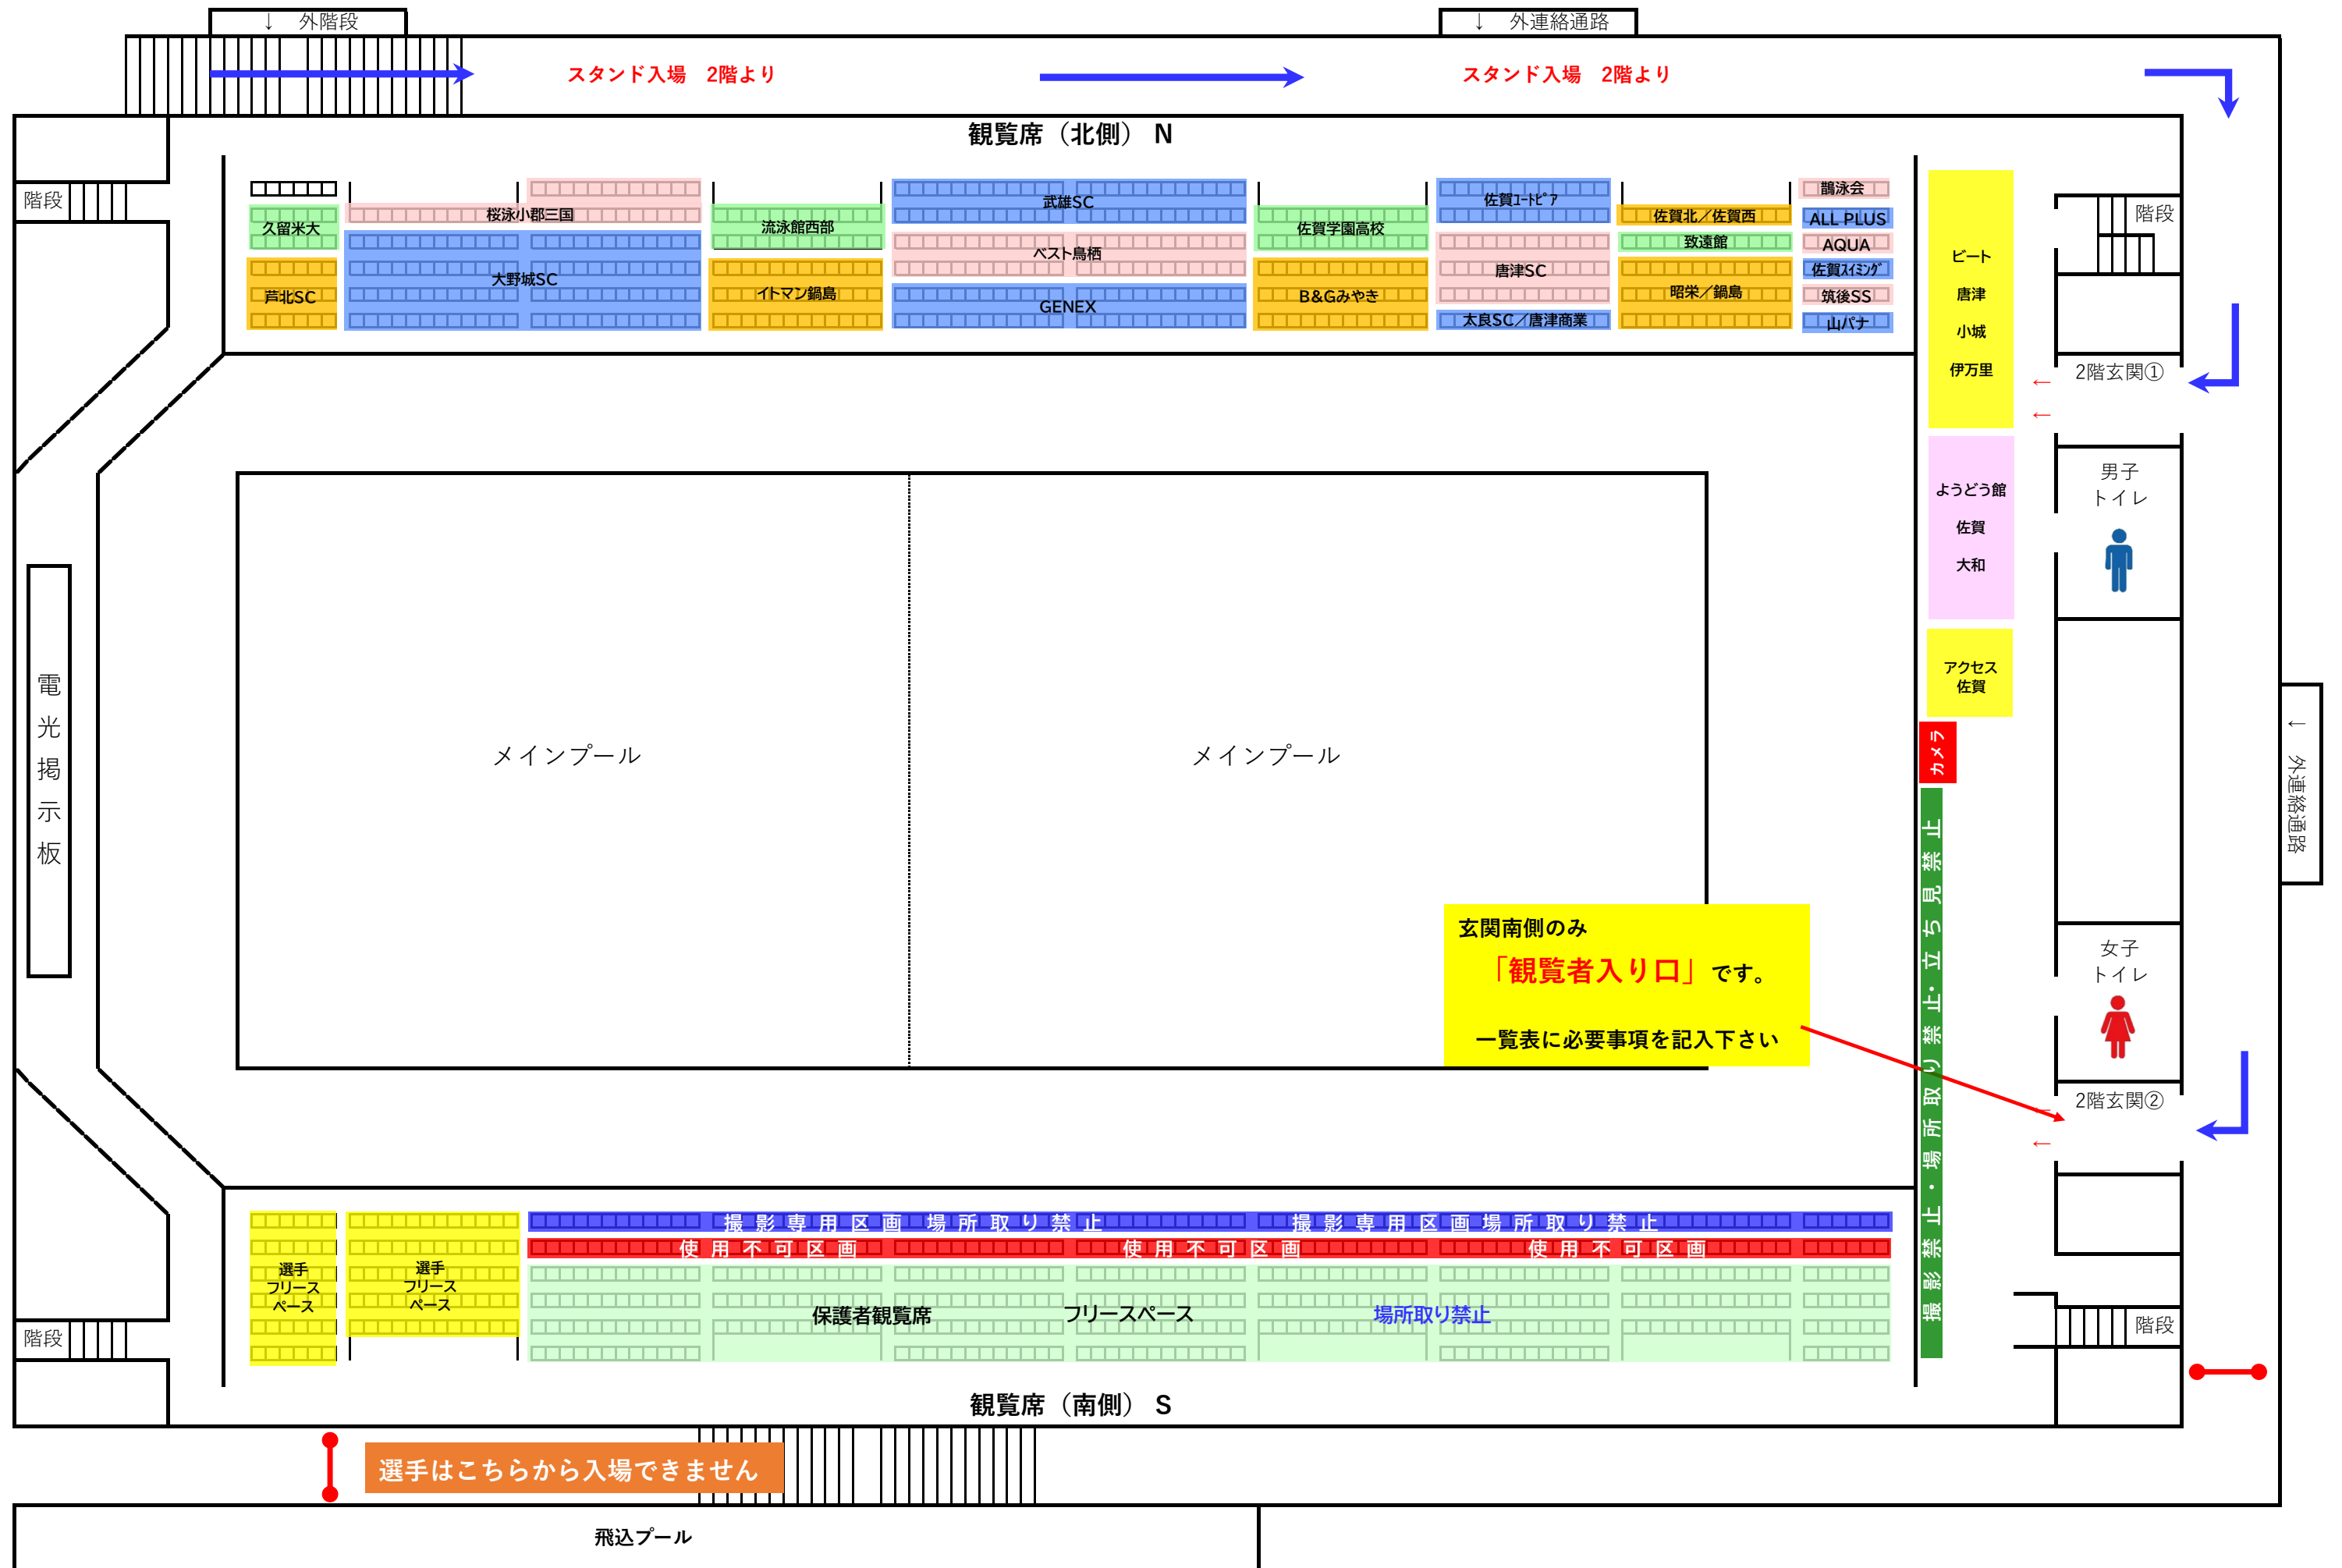 ↓ 外階段
↓ 外連絡通路
スタンド入場 2階より
スタンド入場 2階より
観覧席（北側） N
階段
階段
久留米大
芦北SC
桜泳小郡三国
大野城SC
流泳館西部
イトマン鍋島
武雄SC
ベスト鳥栖
GENEX
佐賀学園高校
B&Gみやき
佐賀ﾕｰﾄﾋﾟｱ
唐津SC
太良SC／唐津商業
佐賀北／佐賀西
致遠館
昭栄／鍋島
鵲泳会
ALL PLUS
AQUA
佐賀ｽｲﾐﾝｸﾞ
筑後SS
山パナ
ビート
唐津
小城
伊万里
← 2階玄関①
←
ようどう館
佐賀
大和
男子
トイレ
アクセス
佐賀
カメラ
電光掲示板
メインプール
メインプール
← 外連絡通路
玄関南側のみ
「観覧者入り口」です。
一覧表に必要事項を記入下さい
撮影禁止・場所取り禁止・立ち見禁止
女子
トイレ
← 2階玄関②
←
撮影専用区画 場所取り禁止
撮影専用区画場所取り禁止
使用不可区画
使用不可区画
使用不可区画
選手
フリース
ペース
選手
フリース
ペース
保護者観覧席
フリースペース
場所取り禁止
階段
階段
観覧席（南側） S
選手はこちらから入場できません
飛込プール